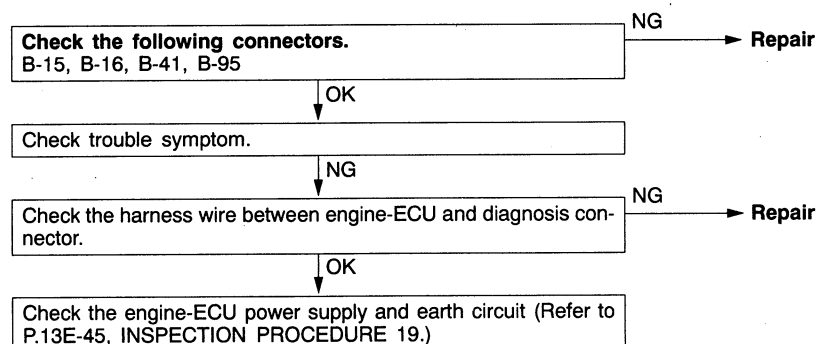 Check the following connectors.
B-15, B-16, B-41, B-95
NG
Repair
OK
Check trouble symptom.
NG
Check the harness wire between engine-ECU and diagnosis con-
nector.
NG
Repair
OK
Check the engine-ECU power supply and earth circuit (Refer to
P.13E-45, INSPECTION PROCEDURE 19.)